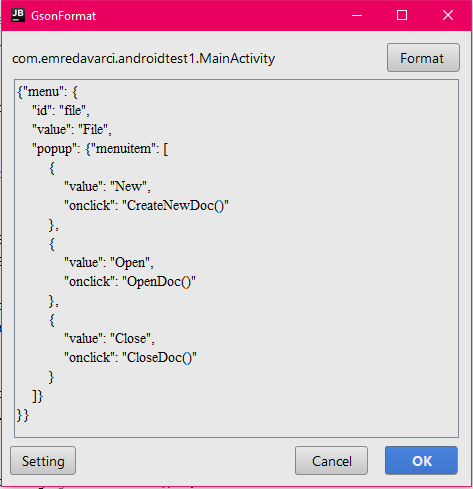 JB GsonFormat
com.emredavarci.androidtest1.MainActivity Format
{"menu": {
"id": "file",
"value": "File",
"popup": {"menuitem": [
{
"value": "New",
"onclick": "CreateNewDoc()"
},
{
"value": "Open",
"onclick": "OpenDoc()"
},
{
"value": "Close",
"onclick": "CloseDoc()"
}
]}
}}
Setting Cancel OK